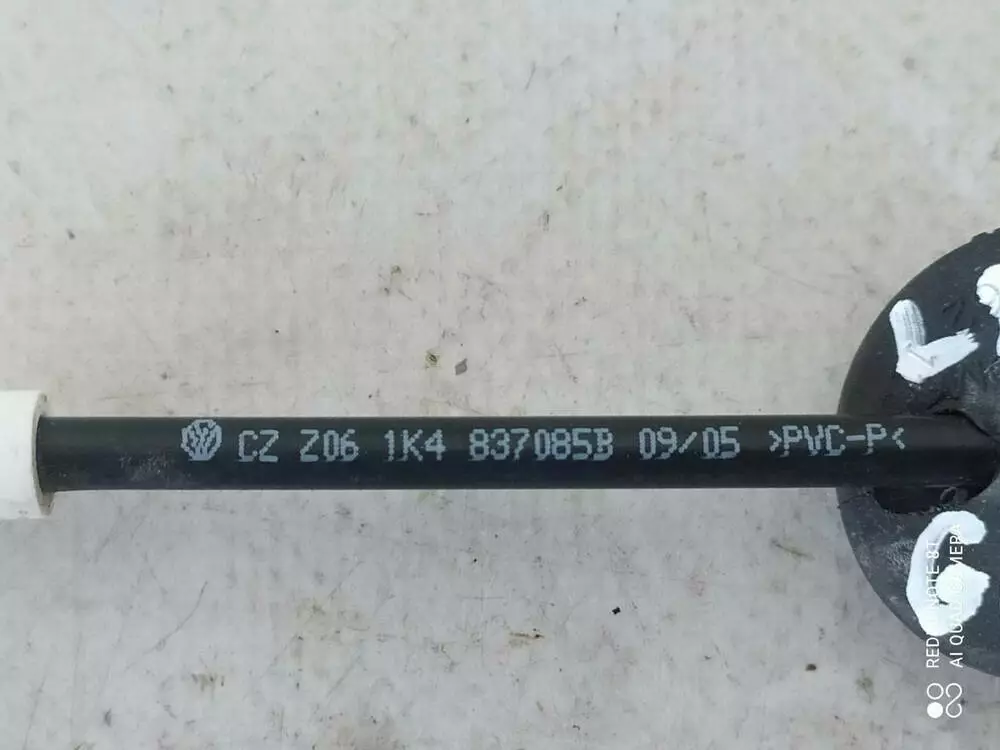 CZ Z06 1K4 837085B 09/05 >PVC-P<
REDMI NOTE 8T
AI QUAD CAMERA